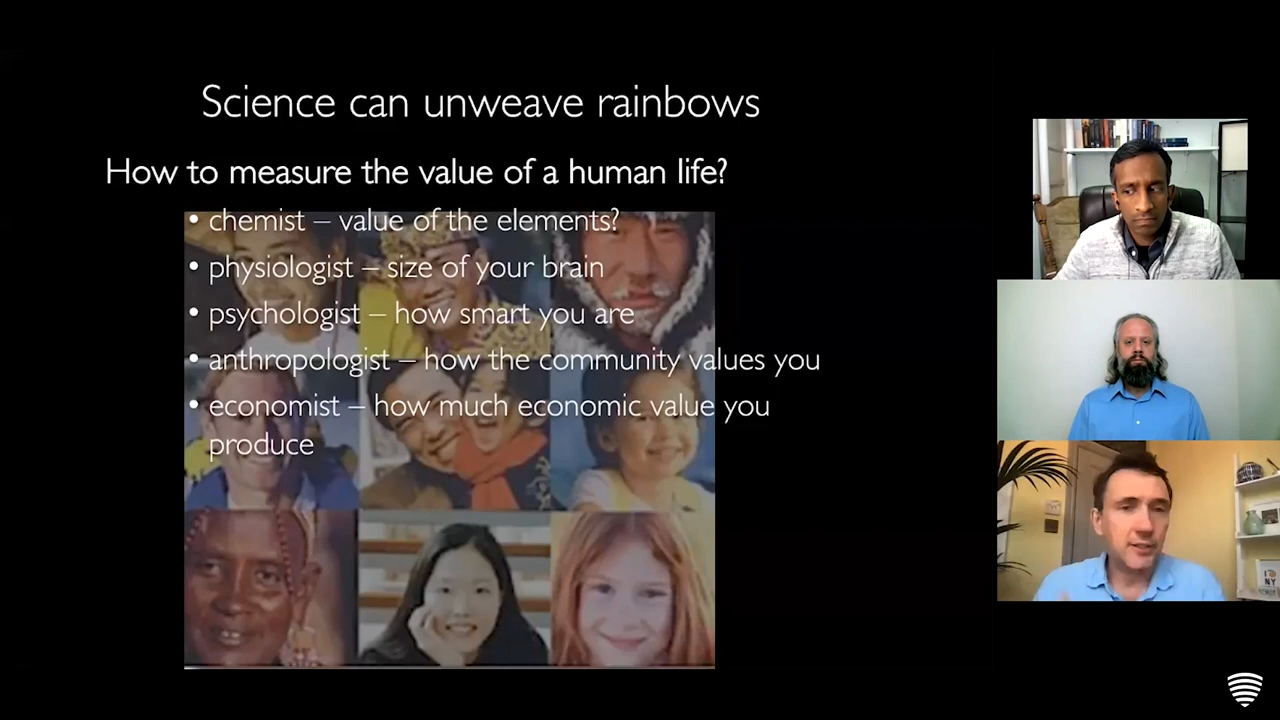 Science can unweave rainbows
How to measure the value of a human life?
• chemist – value of the elements?
• physiologist – size of your brain
• psychologist – how smart you are
• anthropologist – how the community values you
• economist – how much economic value you
produce
I
NY